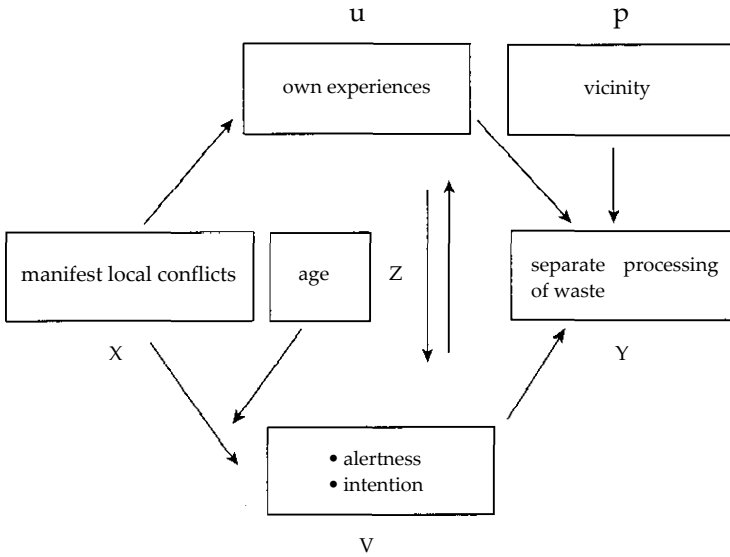 u p
own experiences
vicinity
manifest local conflicts
age
Z
separate processing
of waste
X
Y
• alertness
• intention
V